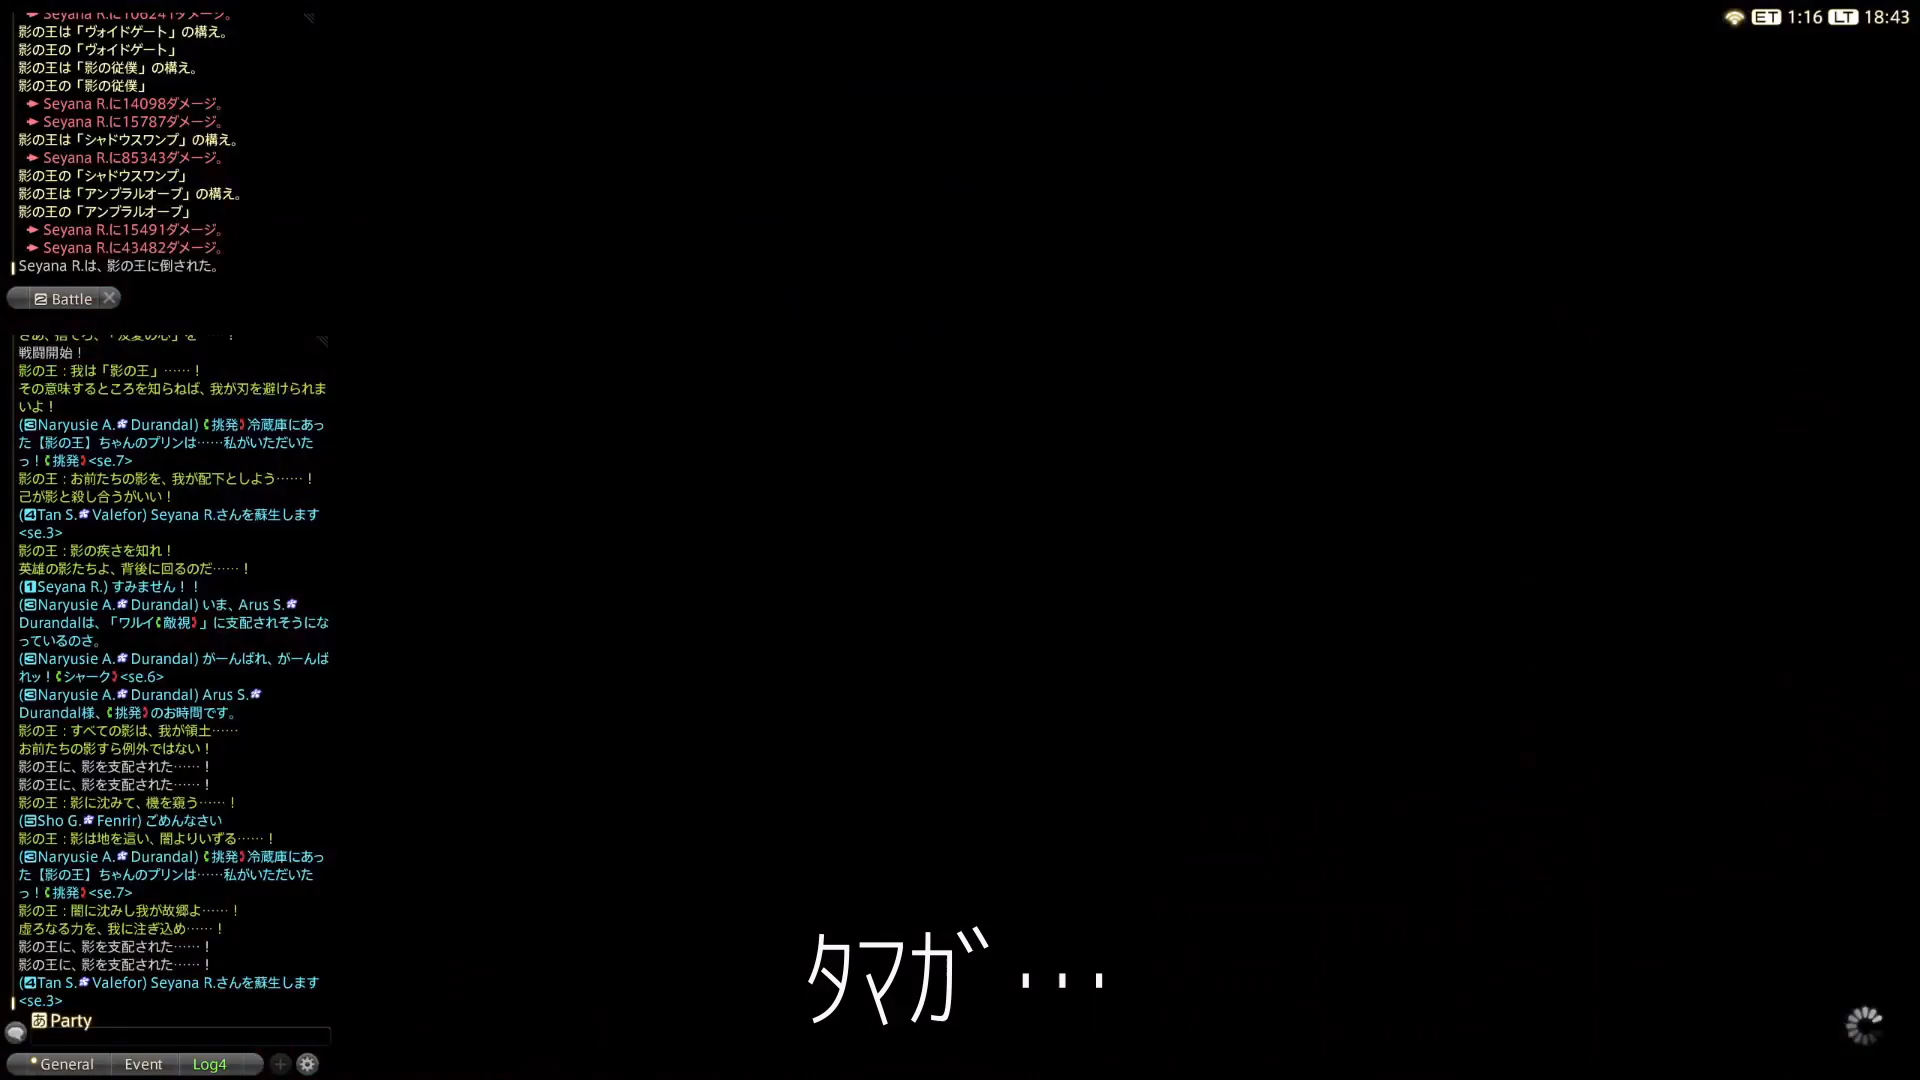 Seyana R.に106241ダメージ。
影の王は「ヴォイドゲート」の構え。
影の王の「ヴォイドゲート」
影の王は「影の従僕」の構え。
影の王の「影の従僕」
Seyana R.に14098ダメージ。
Seyana R.に15787ダメージ。
影の王は「シャドウスワンプ」の構え。
Seyana R.に85343ダメージ。
影の王の「シャドウスワンプ」
影の王は「アンブラルオーブ」の構え。
影の王の「アンブラルオーブ」
Seyana R.に15491ダメージ。
Seyana R.に43482ダメージ。
Seyana R.は、影の王に倒された。
2 Battle
ET 1:16 LT 18:43
戦闘開始！
影の王：我は「影の王」……！
その意味するところを知らねば、我が刃を避けられま
いよ！
(3Naryusie A.Durandal) 挑発 冷蔵庫にあっ
た【影の王】ちゃんのプリンは……私がいただいた
っ！挑発<se.7>
影の王：お前たちの影を、我が配下としよう……！
己が影と殺し合うがいい！
(4Tan S.Valefor) Seyana R.さんを蘇生します
<se.3>
影の王：影の疾さを知れ！
英雄の影たちよ、背後に回るのだ……！
(1Seyana R.) すみません！！
(3Naryusie A.Durandal) いま、Arus S.
Durandalは、「ワルイ敵視」に支配されそうにな
っているのさ。
(3Naryusie A.Durandal) がーんばれ、がーんば
れッ！シャーク<se.6>
(3Naryusie A.Durandal) Arus S.
Durandal様、挑発のお時間です。
影の王：すべての影は、我が領土……
お前たちの影すら例外ではない！
影の王に、影を支配された……！
影の王に、影を支配された……！
影の王：影に沈みて、機を窺う……！
(5Sho G.Fenrir) ごめんなさい
影の王：影は地を這い、闇よりいずる……！
(3Naryusie A.Durandal) 挑発 冷蔵庫にあっ
た【影の王】ちゃんのプリンは……私がいただいた
っ！挑発<se.7>
影の王：闇に沈みし我が故郷よ……！
虚ろなる力を、我に注ぎ込め……！
影の王に、影を支配された……！
影の王に、影を支配された……！
(4Tan S.Valefor) Seyana R.さんを蘇生します
<se.3>
あ Party
General Event Log4
タマガ…